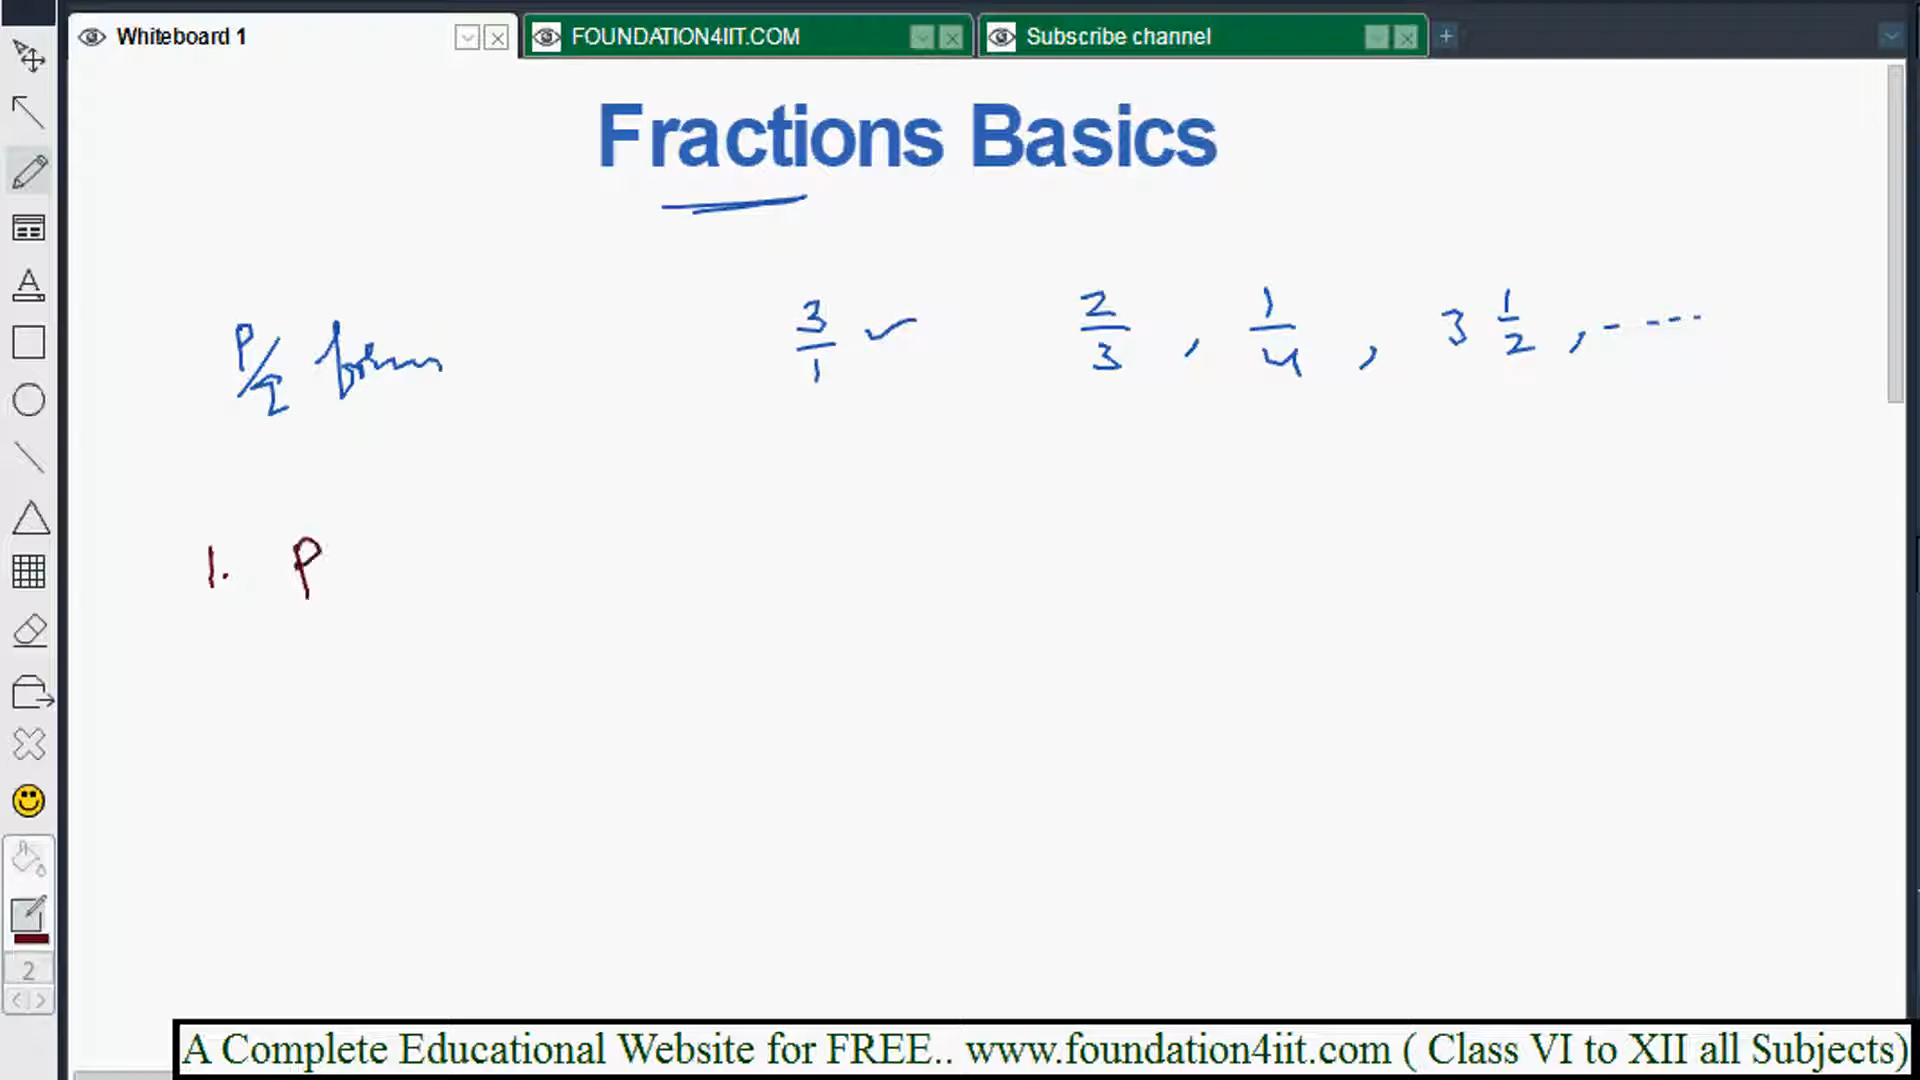 Whiteboard 1 FOUNDATION4IIT.COM Subscribe channel
Fractions Basics
P/q form 3/1 ✓ 2/3 , 1/4 , 3 1/2 , -----
1. P
2
A Complete Educational Website for FREE.. www.foundation4iit.com ( Class VI to XII all Subjects)